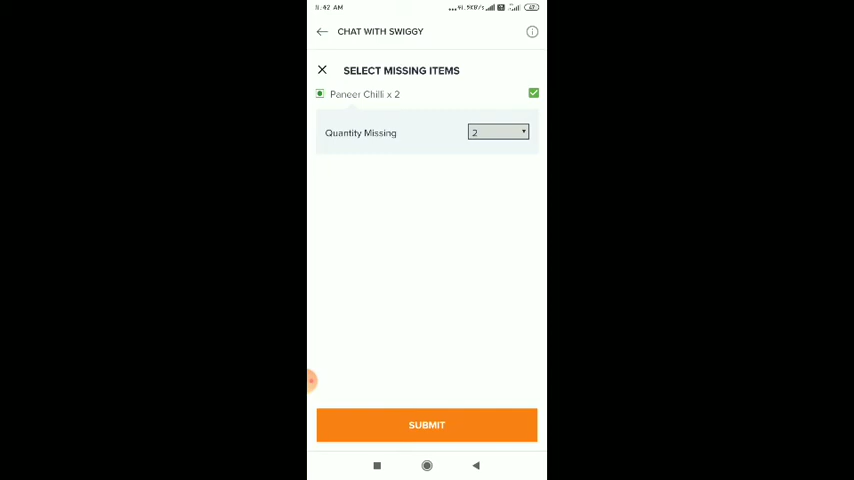 CHAT WITH SWIGGY
SELECT MISSING ITEMS
Paneer Chilli x 2
Quantity Missing 2
SUBMIT